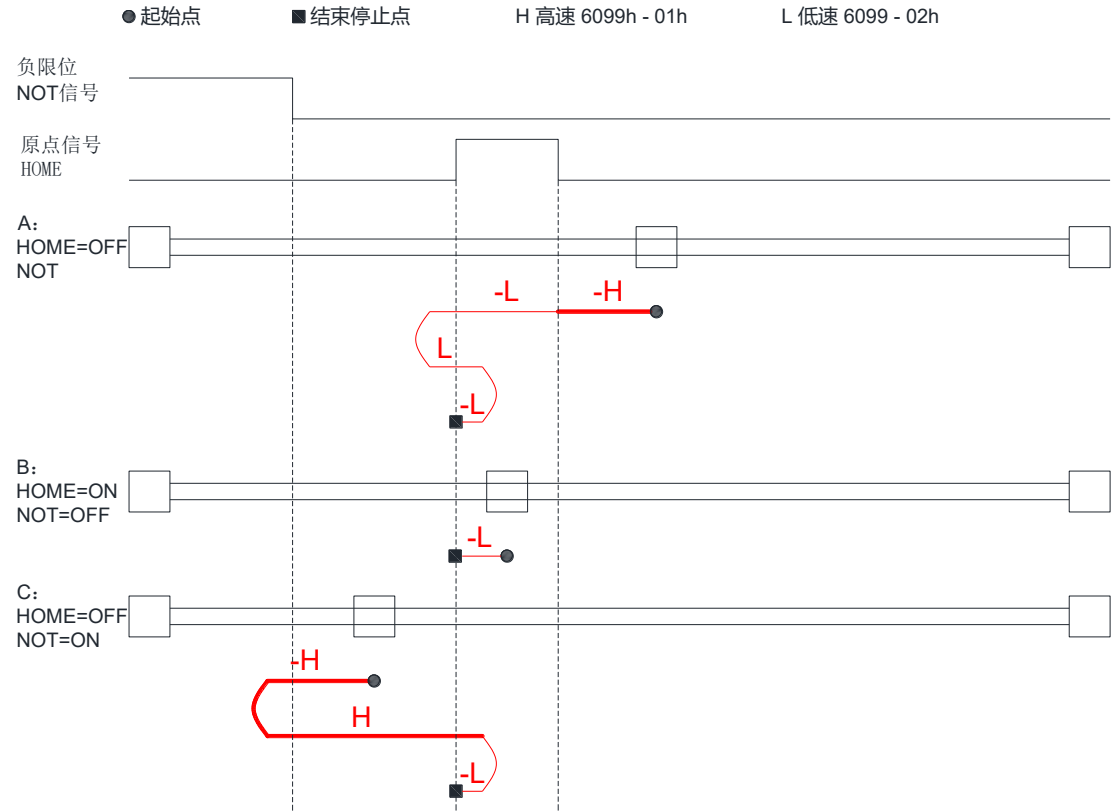 起始点 结束停止点 H 高速 6099h - 01h L 低速 6099 - 02h
负限位
NOT信号
原点信号
HOME
A：
HOME=OFF
NOT
-L -H
L
-L
B：
HOME=ON
NOT=OFF
-L
C：
HOME=OFF
NOT=ON
-H
H
-L